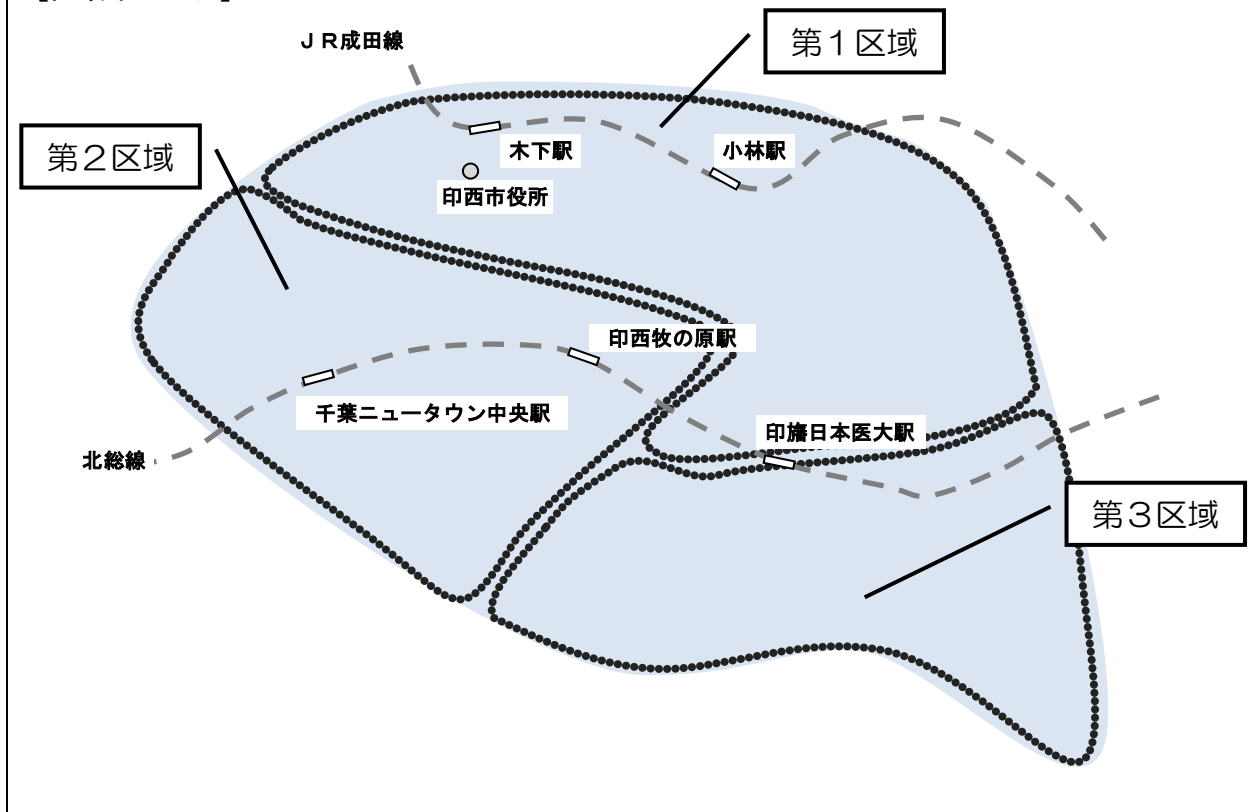 ＪＲ成田線
第１区域
木下駅
小林駅
第２区域
印西市役所
印西牧の原駅
千葉ニュータウン中央駅
印旛日本医大駅
北総線
第３区域